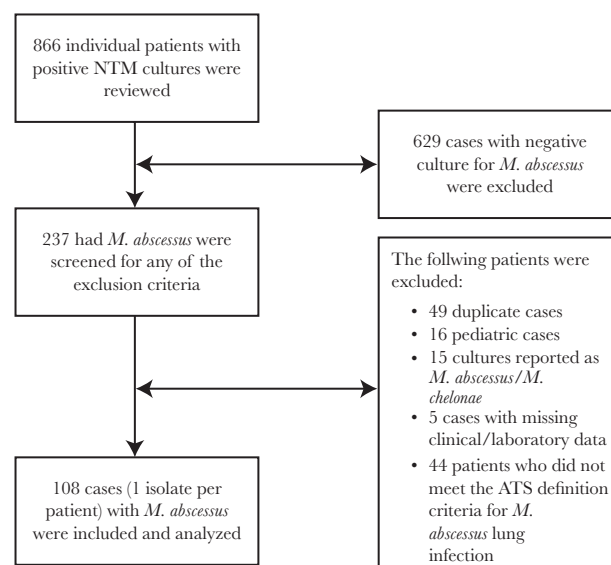 866 individual patients with
positive NTM cultures were
reviewed
629 cases with negative
culture for M. abscessus
were excluded
237 had M. abscessus were
screened for any of the
exclusion criteria
The follwing patients were
excluded:
• 49 duplicate cases
• 16 pediatric cases
• 15 cultures reported as
M. abscessus/M.
chelonae
• 5 cases with missing
clinical/laboratory data
• 44 patients who did not
meet the ATS definition
criteria for M.
abscessus lung
infection
108 cases (1 isolate per
patient) with M. abscessus
were included and analyzed